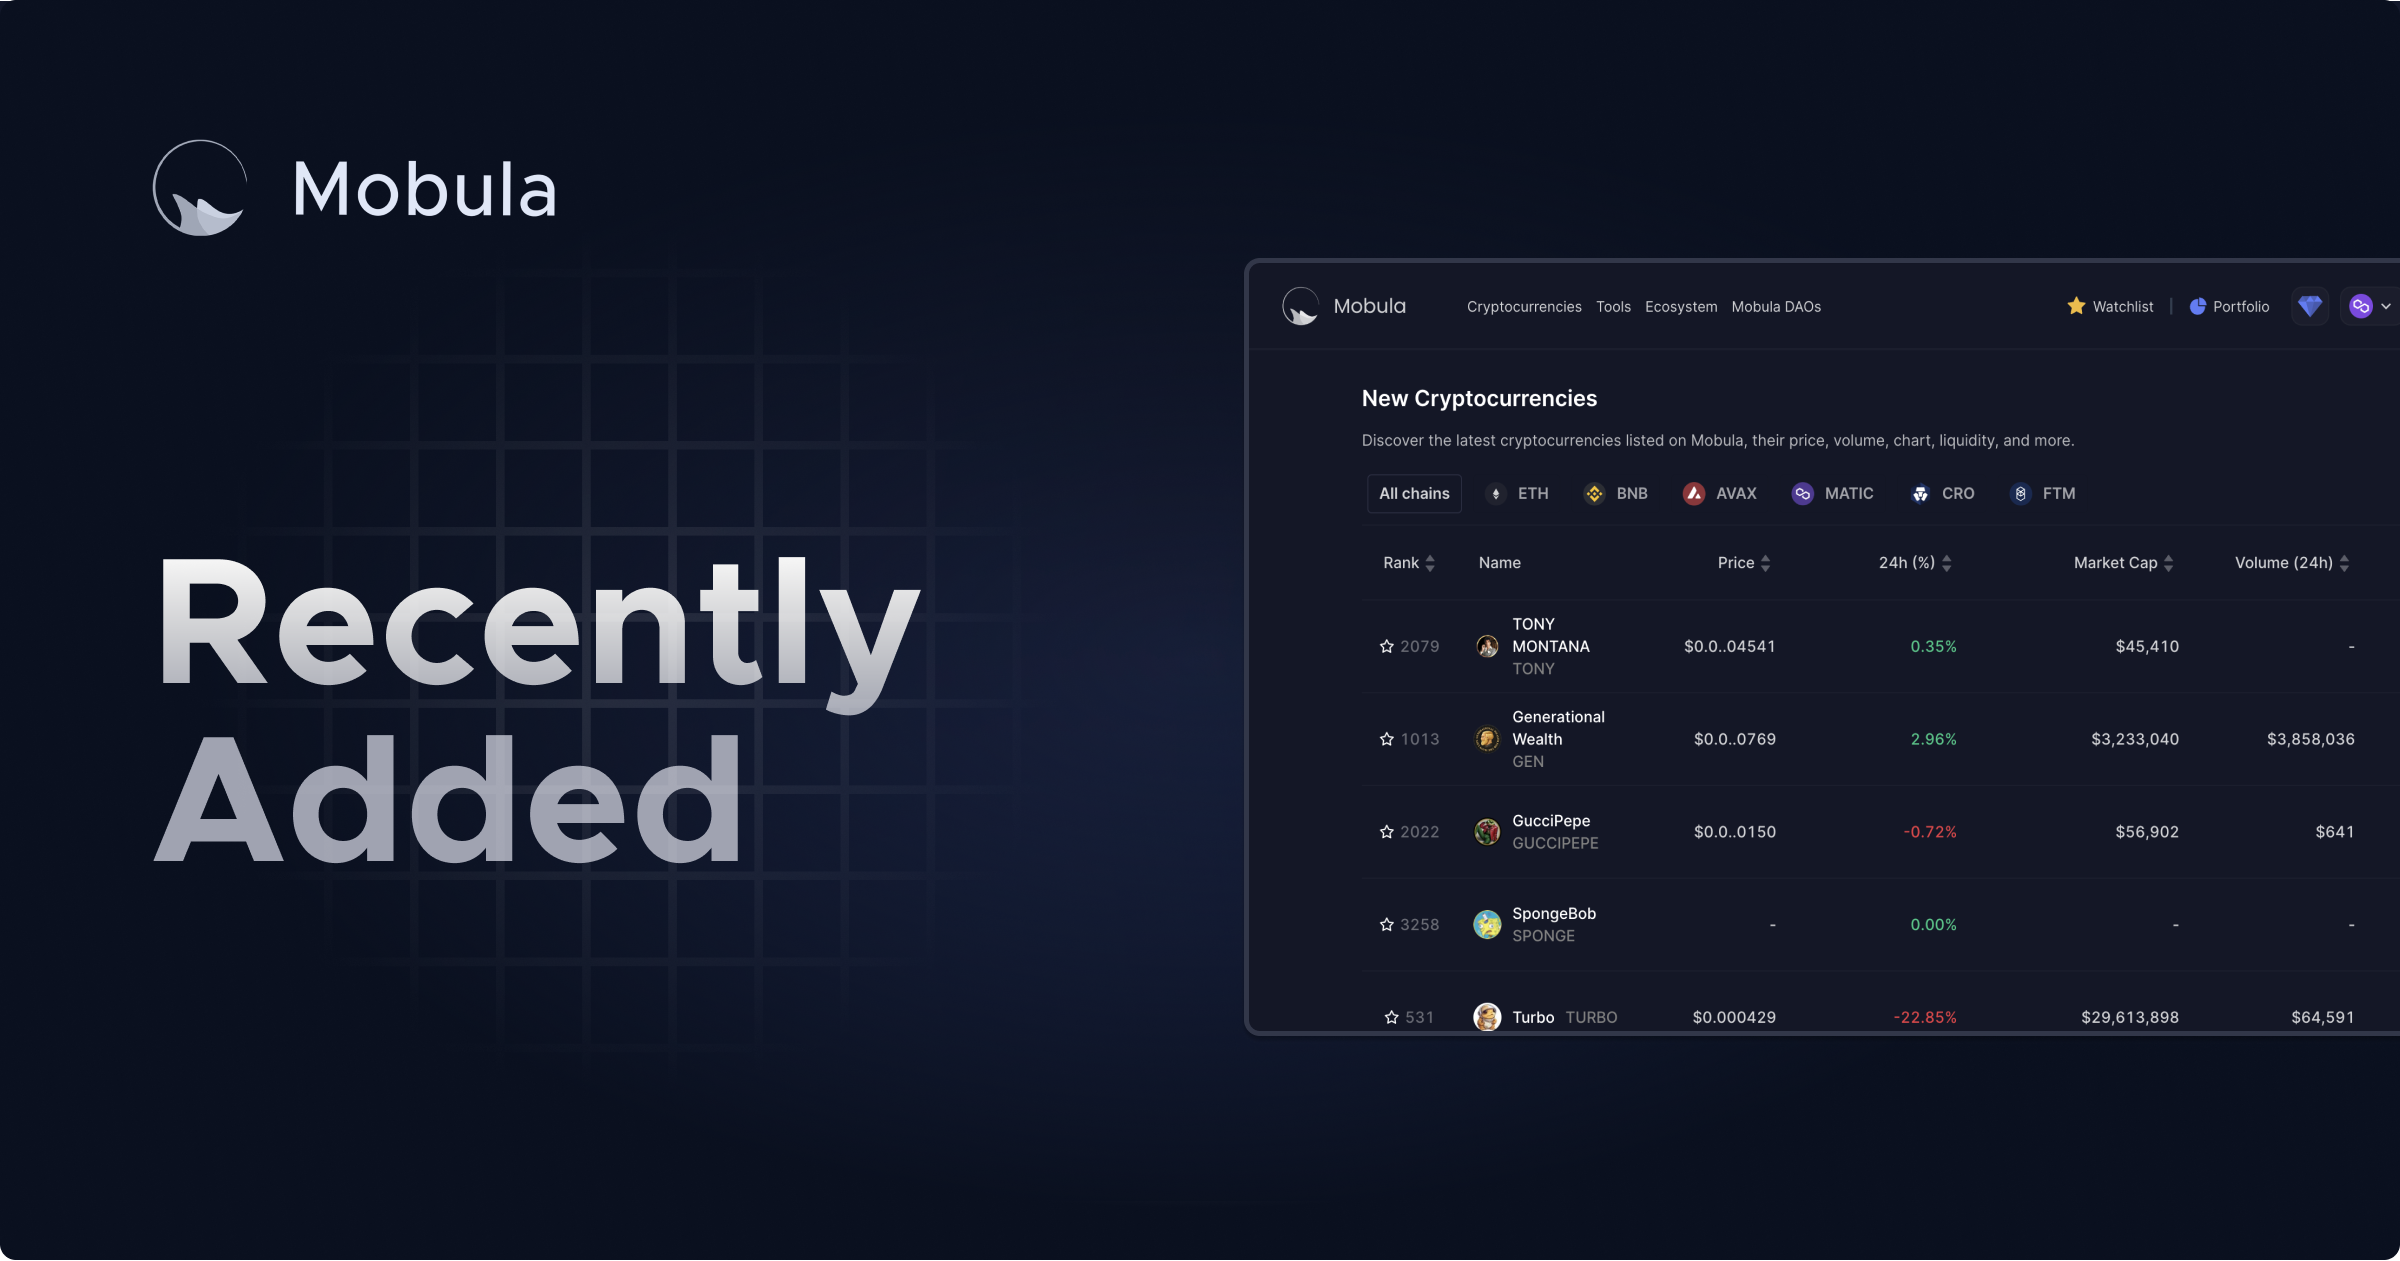 Mobula
Recently
Added
Mobula
Cryptocurrencies Tools Ecosystem Mobula DAOs Watchlist | Portfolio
New Cryptocurrencies
Discover the latest cryptocurrencies listed on Mobula, their price, volume, chart, liquidity, and more.
All chains ETH BNB AVAX MATIC CRO FTM
Rank Name Price 24h (%) Market Cap Volume (24h)
TONY
2079 MONTANA $0.0..04541 0.35% $45,410 -
TONY
Generational
1013 Wealth $0.0..0769 2.96% $3,233,040 $3,858,036
GEN
GucciPepe
2022 $0.0..0150 -0.72% $56,902 $641
GUCCIPEPE
SpongeBob
3258 - 0.00% - -
SPONGE
531 Turbo TURBO $0.000429 -22.85% $29,613,898 $64,591